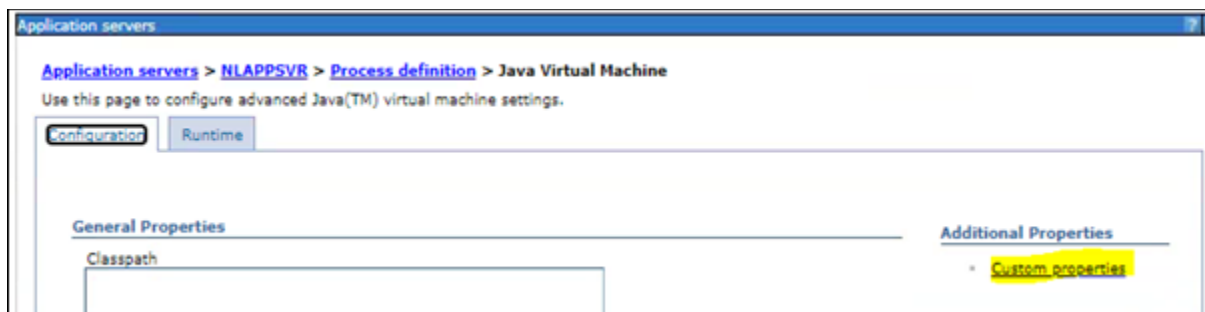 Application servers
?
Application servers > NLAPPSVR > Process definition > Java Virtual Machine
Use this page to configure advanced Java(TM) virtual machine settings.
Configuration Runtime
General Properties
Additional Properties
Classpath
Custom properties